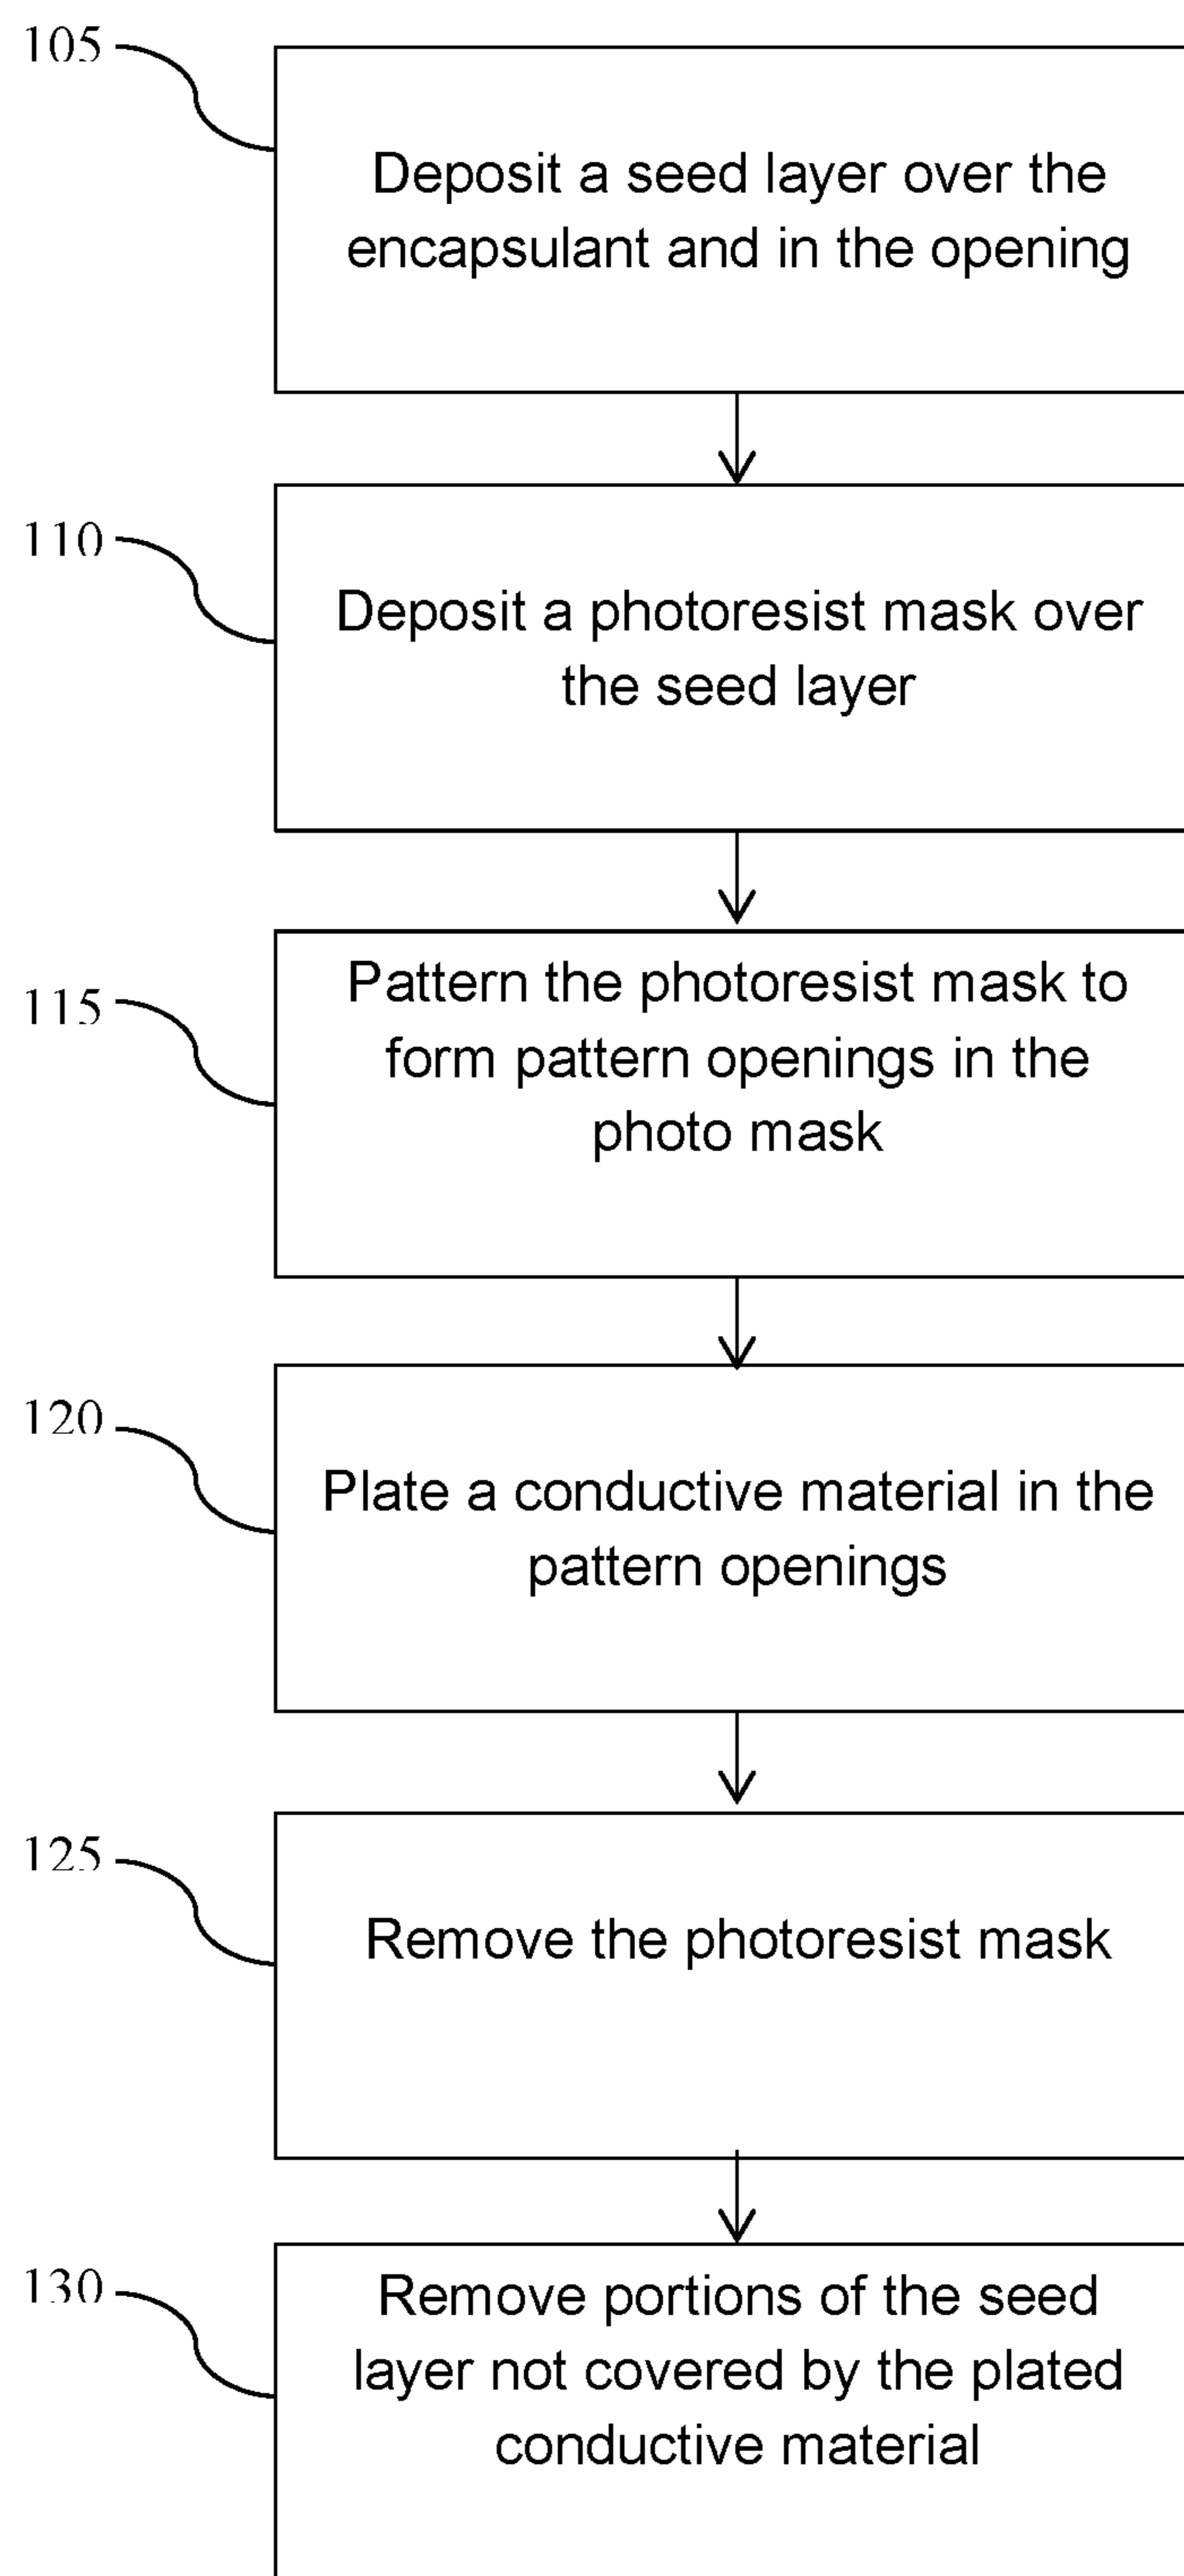 105
Deposit a seed layer over the
encapsulant and in the opening
110
Deposit a photoresist mask over
the seed layer
115
Pattern the photoresist mask to
form pattern openings in the
photo mask
120
Plate a conductive material in the
pattern openings
125
Remove the photoresist mask
130
Remove portions of the seed
layer not covered by the plated
conductive material